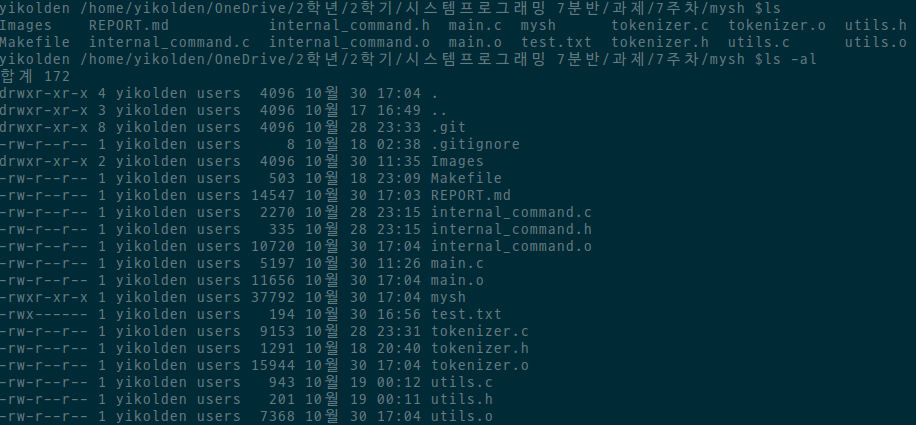 yikolden /home/yikolden/OneDrive/2학년/2학기/시스템프로그래밍 7분반/과제/7주차/mysh $ls
Images    REPORT.md           internal_command.h  main.c  mysh      tokenizer.c  tokenizer.o  utils.h
Makefile  internal_command.c  internal_command.o  main.o  test.txt  tokenizer.h  utils.c      utils.o
yikolden /home/yikolden/OneDrive/2학년/2학기/시스템프로그래밍 7분반/과제/7주차/mysh $ls -al
합계 172
drwxr-xr-x 4 yikolden users  4096 10월 30 17:04 .
drwxr-xr-x 3 yikolden users  4096 10월 17 16:49 ..
drwxr-xr-x 8 yikolden users  4096 10월 28 23:33 .git
-rw-r--r-- 1 yikolden users     8 10월 18 02:38 .gitignore
drwxr-xr-x 2 yikolden users  4096 10월 30 11:35 Images
-rw-r--r-- 1 yikolden users   503 10월 18 23:09 Makefile
-rw-r--r-- 1 yikolden users 14547 10월 30 17:03 REPORT.md
-rw-r--r-- 1 yikolden users  2270 10월 28 23:15 internal_command.c
-rw-r--r-- 1 yikolden users   335 10월 28 23:15 internal_command.h
-rw-r--r-- 1 yikolden users 10720 10월 30 17:04 internal_command.o
-rw-r--r-- 1 yikolden users  5197 10월 30 11:26 main.c
-rw-r--r-- 1 yikolden users 11656 10월 30 17:04 main.o
-rwxr-xr-x 1 yikolden users 37792 10월 30 17:04 mysh
-rwx------ 1 yikolden users   194 10월 30 16:56 test.txt
-rw-r--r-- 1 yikolden users  9153 10월 28 23:31 tokenizer.c
-rw-r--r-- 1 yikolden users  1291 10월 18 20:40 tokenizer.h
-rw-r--r-- 1 yikolden users 15944 10월 30 17:04 tokenizer.o
-rw-r--r-- 1 yikolden users   943 10월 19 00:12 utils.c
-rw-r--r-- 1 yikolden users   201 10월 19 00:11 utils.h
-rw-r--r-- 1 yikolden users  7368 10월 30 17:04 utils.o